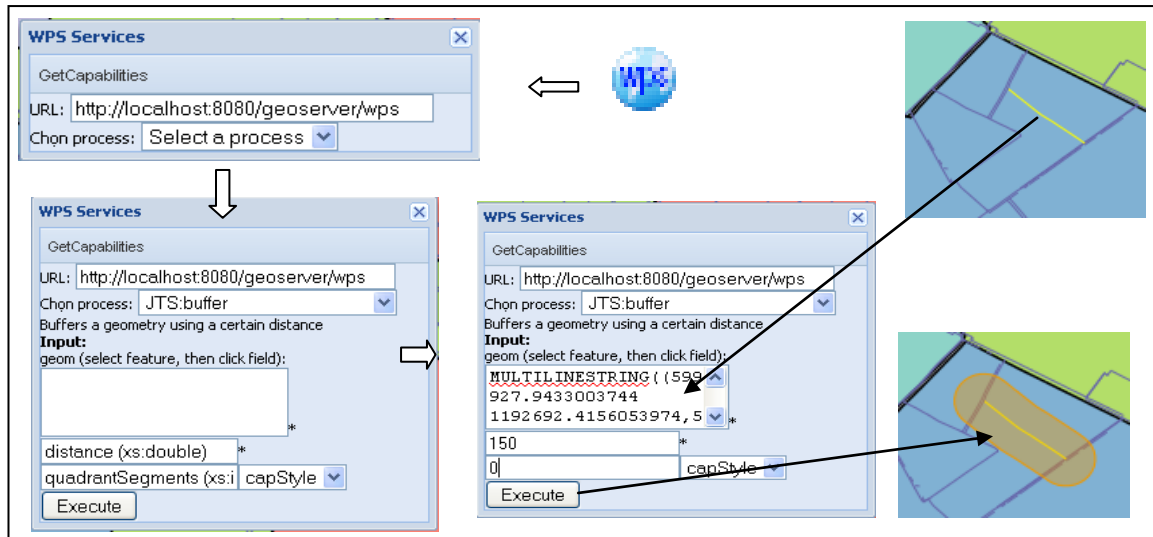 WPS Services
GetCapabilities
URL: http://localhost:8080/geoserver/wps
Chọn process: Select a process
WPS
WPS Services
GetCapabilities
URL: http://localhost:8080/geoserver/wps
Chọn process: JTS:buffer
Buffers a geometry using a certain distance
Input:
geom (select feature, then click field):
*
distance (xs:double) *
quadrantSegments (xs:i capStyle
Execute
WPS Services
GetCapabilities
URL: http://localhost:8080/geoserver/wps
Chọn process: JTS:buffer
Buffers a geometry using a certain distance
Input:
geom (select feature, then click field):
MULTILINESTRING((599
927.9433003744
1192692.4156053974,5 *
150 *
0 capStyle
Execute